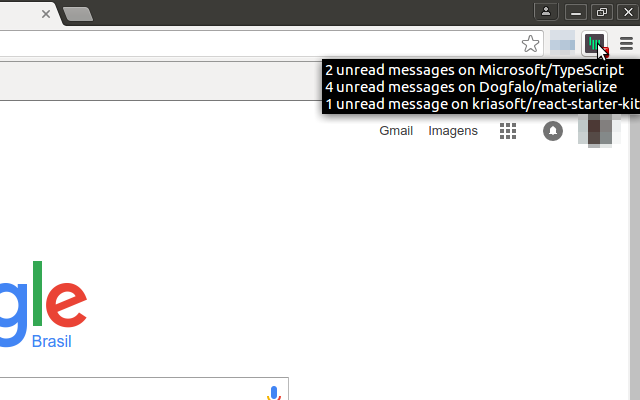 2 unread messages on Microsoft/TypeScript
4 unread messages on Dogfalo/materialize
1 unread message on kriasoft/react-starter-kit
Gmail Imagens
gle
Brasil